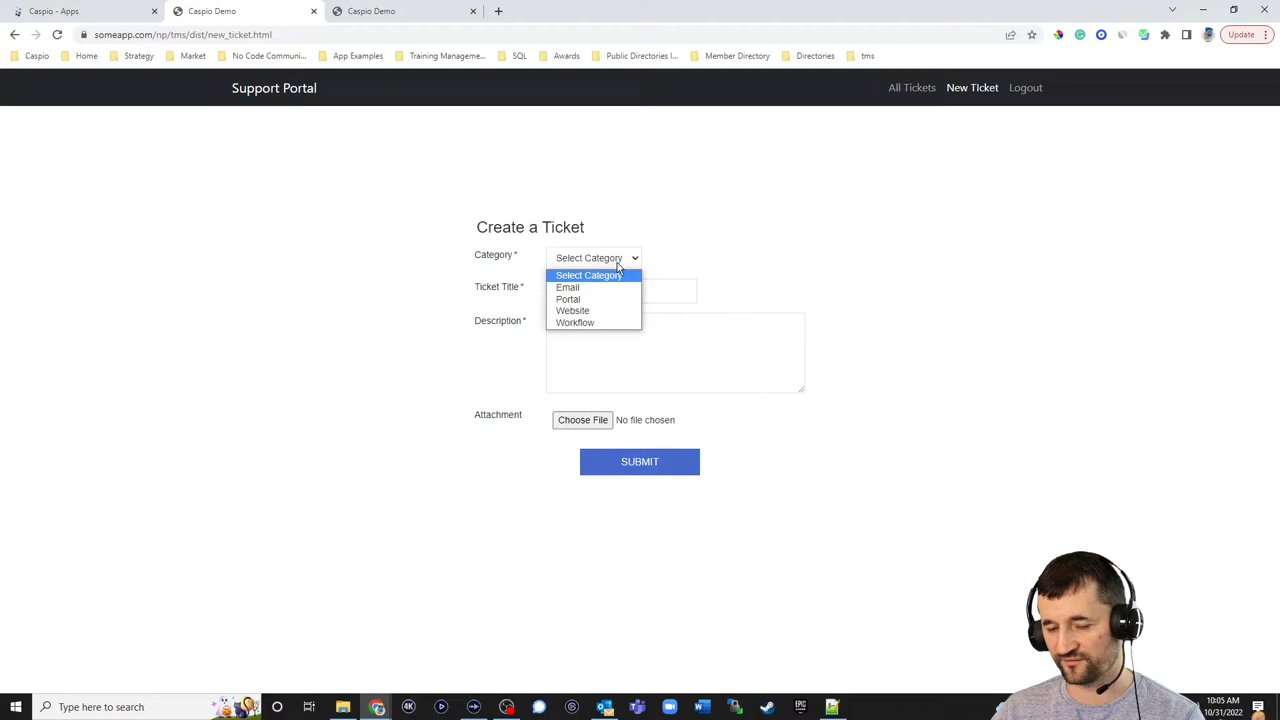 Caspio - Apps
Caspio Demo
Caspio Demo
someapp.com/np/tms/dist/new_ticket.html
Update
Caspio
Home
Strategy
Market
No Code Communi...
App Examples
Training Manageme...
SQL
Awards
Public Directories I...
Member Directory
Directories
tms
Support Portal
All Tickets
New TIcket
Logout
Create a Ticket
Category *
Select Category
Select Category
Email
Portal
Website
Workflow
Ticket Title *
Description *
Attachment
Choose File
No file chosen
SUBMIT
Type here to search
4K
EPIC
10:05 AM
10/31/2022